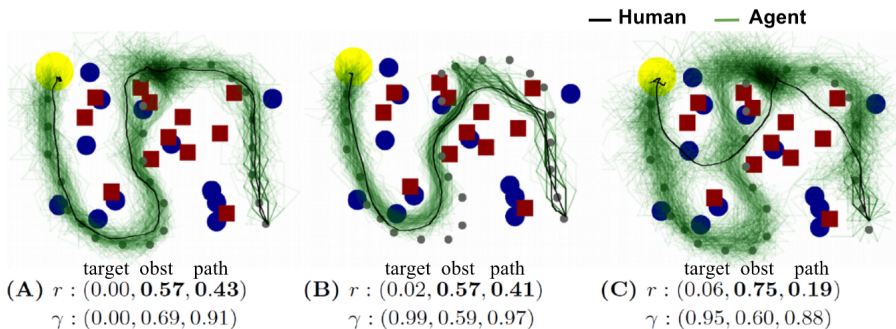 Human Agent
target obst path target obst path target obst path
(A) r : (0.00, 0.57, 0.43) (B) r : (0.02, 0.57, 0.41) (C) r : (0.06, 0.75, 0.19)
γ : (0.00, 0.69, 0.91) γ : (0.99, 0.59, 0.97) γ : (0.95, 0.60, 0.88)